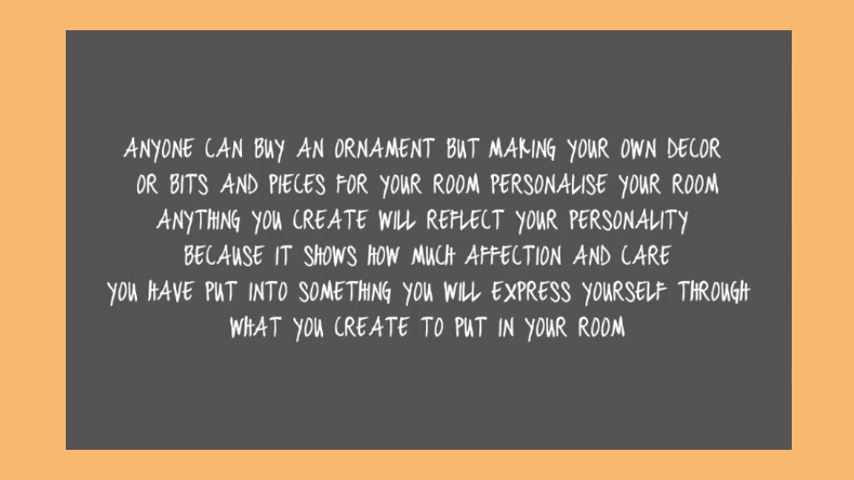 ANYONE CAN BUY AN ORNAMENT BUT MAKING YOUR OWN DECOR
OR BITS AND PIECES FOR YOUR ROOM PERSONALISE YOUR ROOM
ANYTHING YOU CREATE WILL REFLECT YOUR PERSONALITY
BECAUSE IT SHOWS HOW MUCH AFFECTION AND CARE
YOU HAVE PUT INTO SOMETHING YOU WILL EXPRESS YOURSELF THROUGH
WHAT YOU CREATE TO PUT IN YOUR ROOM